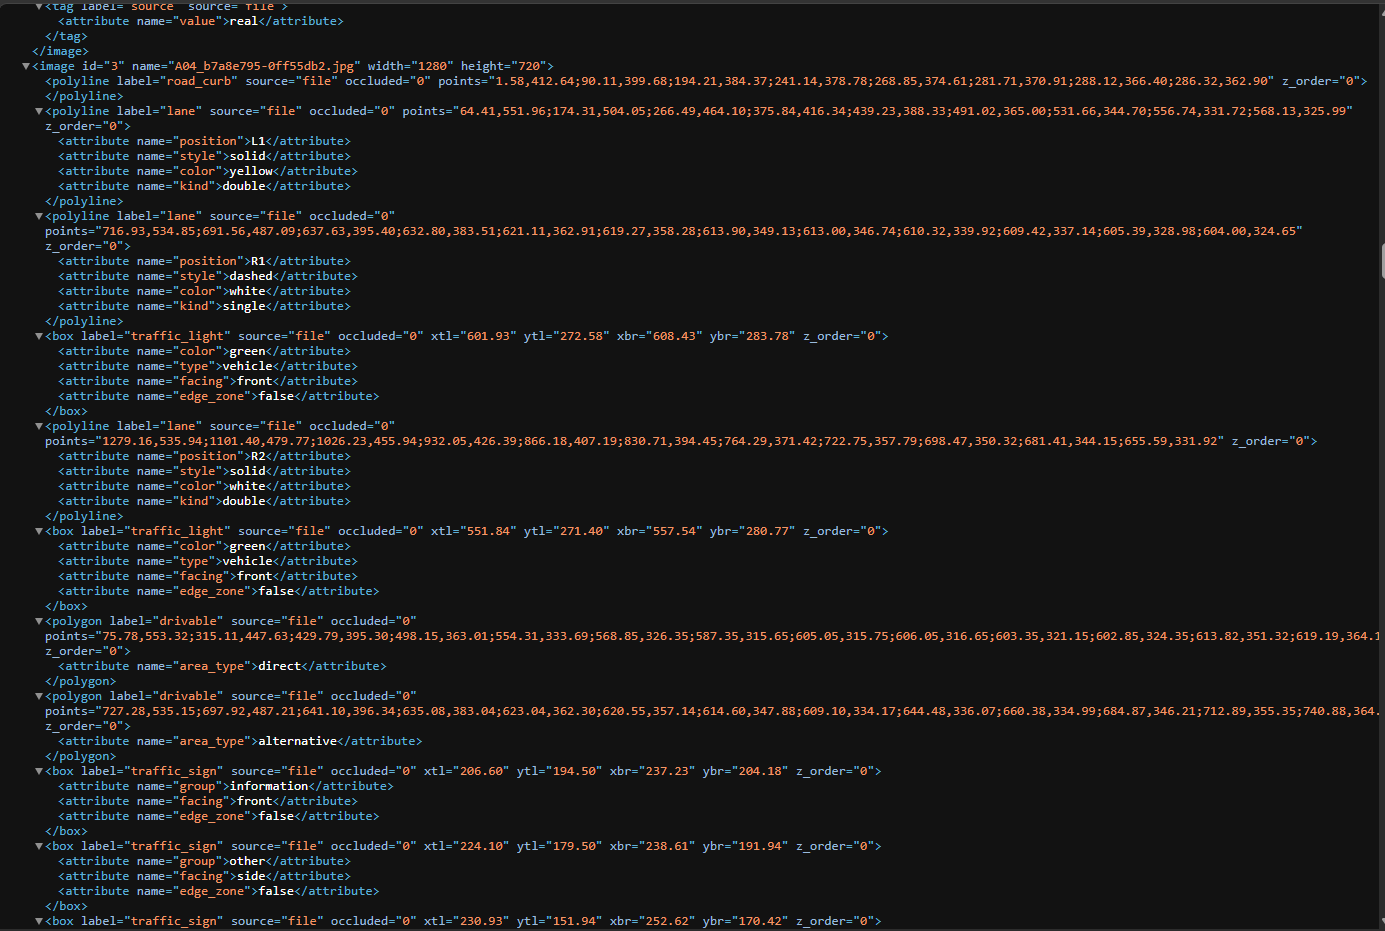 ▼<tag label="source" source="file">
<attribute name="value">real</attribute>
</tag>
</image>
▼<image id="3" name="A04_b7a8e795-0ff55db2.jpg" width="1280" height="720">
<polyline label="road_curb" source="file" occluded="0" points="1.58,412.64;90.11,399.68;194.21,384.37;241.14,378.78;268.85,374.61;281.71,370.91;288.12,366.40;286.32,362.90" z_order="0">
</polyline>
▼<polyline label="lane" source="file" occluded="0" points="64.41,551.96;174.31,504.05;266.49,464.10;375.84,416.34;439.23,388.33;491.02,365.00;531.66,344.70;556.74,331.72;568.13,325.99"
z_order="0">
<attribute name="position">L1</attribute>
<attribute name="style">solid</attribute>
<attribute name="color">yellow</attribute>
<attribute name="kind">double</attribute>
</polyline>
▼<polyline label="lane" source="file" occluded="0"
points="716.93,534.85;691.56,487.09;637.63,395.40;632.80,383.51;621.11,362.91;619.27,358.28;613.90,349.13;613.00,346.74;610.32,339.92;609.42,337.14;605.39,328.98;604.00,324.65"
z_order="0">
<attribute name="position">R1</attribute>
<attribute name="style">dashed</attribute>
<attribute name="color">white</attribute>
<attribute name="kind">single</attribute>
</polyline>
▼<box label="traffic_light" source="file" occluded="0" xtl="601.93" ytl="272.58" xbr="608.43" ybr="283.78" z_order="0">
<attribute name="color">green</attribute>
<attribute name="type">vehicle</attribute>
<attribute name="facing">front</attribute>
<attribute name="edge_zone">false</attribute>
</box>
▼<polyline label="lane" source="file" occluded="0"
points="1279.16,535.94;1101.40,479.77;1026.23,455.94;932.05,426.39;866.18,407.19;830.71,394.45;764.29,371.42;722.75,357.79;698.47,350.32;681.41,344.15;655.59,331.92" z_order="0">
<attribute name="position">R2</attribute>
<attribute name="style">solid</attribute>
<attribute name="color">white</attribute>
<attribute name="kind">double</attribute>
</polyline>
▼<box label="traffic_light" source="file" occluded="0" xtl="551.84" ytl="271.40" xbr="557.54" ybr="280.77" z_order="0">
<attribute name="color">green</attribute>
<attribute name="type">vehicle</attribute>
<attribute name="facing">front</attribute>
<attribute name="edge_zone">false</attribute>
</box>
▼<polygon label="drivable" source="file" occluded="0"
points="75.78,553.32;315.11,447.63;429.79,395.30;498.15,363.01;554.31,333.69;568.85,326.35;587.35,315.65;605.05,315.75;606.05,316.65;603.35,321.15;602.85,324.35;613.82,351.32;619.19,364.1
z_order="0">
<attribute name="area_type">direct</attribute>
</polygon>
▼<polygon label="drivable" source="file" occluded="0"
points="727.28,535.15;697.92,487.21;641.10,396.34;635.08,383.04;623.04,362.30;620.55,357.14;614.60,347.88;609.10,334.17;644.48,336.07;660.38,334.99;684.87,346.21;712.89,355.35;740.88,364.
z_order="0">
<attribute name="area_type">alternative</attribute>
</polygon>
▼<box label="traffic_sign" source="file" occluded="0" xtl="206.60" ytl="194.50" xbr="237.23" ybr="204.18" z_order="0">
<attribute name="group">information</attribute>
<attribute name="facing">front</attribute>
<attribute name="edge_zone">false</attribute>
</box>
▼<box label="traffic_sign" source="file" occluded="0" xtl="224.10" ytl="179.50" xbr="238.61" ybr="191.94" z_order="0">
<attribute name="group">other</attribute>
<attribute name="facing">side</attribute>
<attribute name="edge_zone">false</attribute>
</box>
▼<box label="traffic_sign" source="file" occluded="0" xtl="230.93" ytl="151.94" xbr="252.62" ybr="170.42" z_order="0">